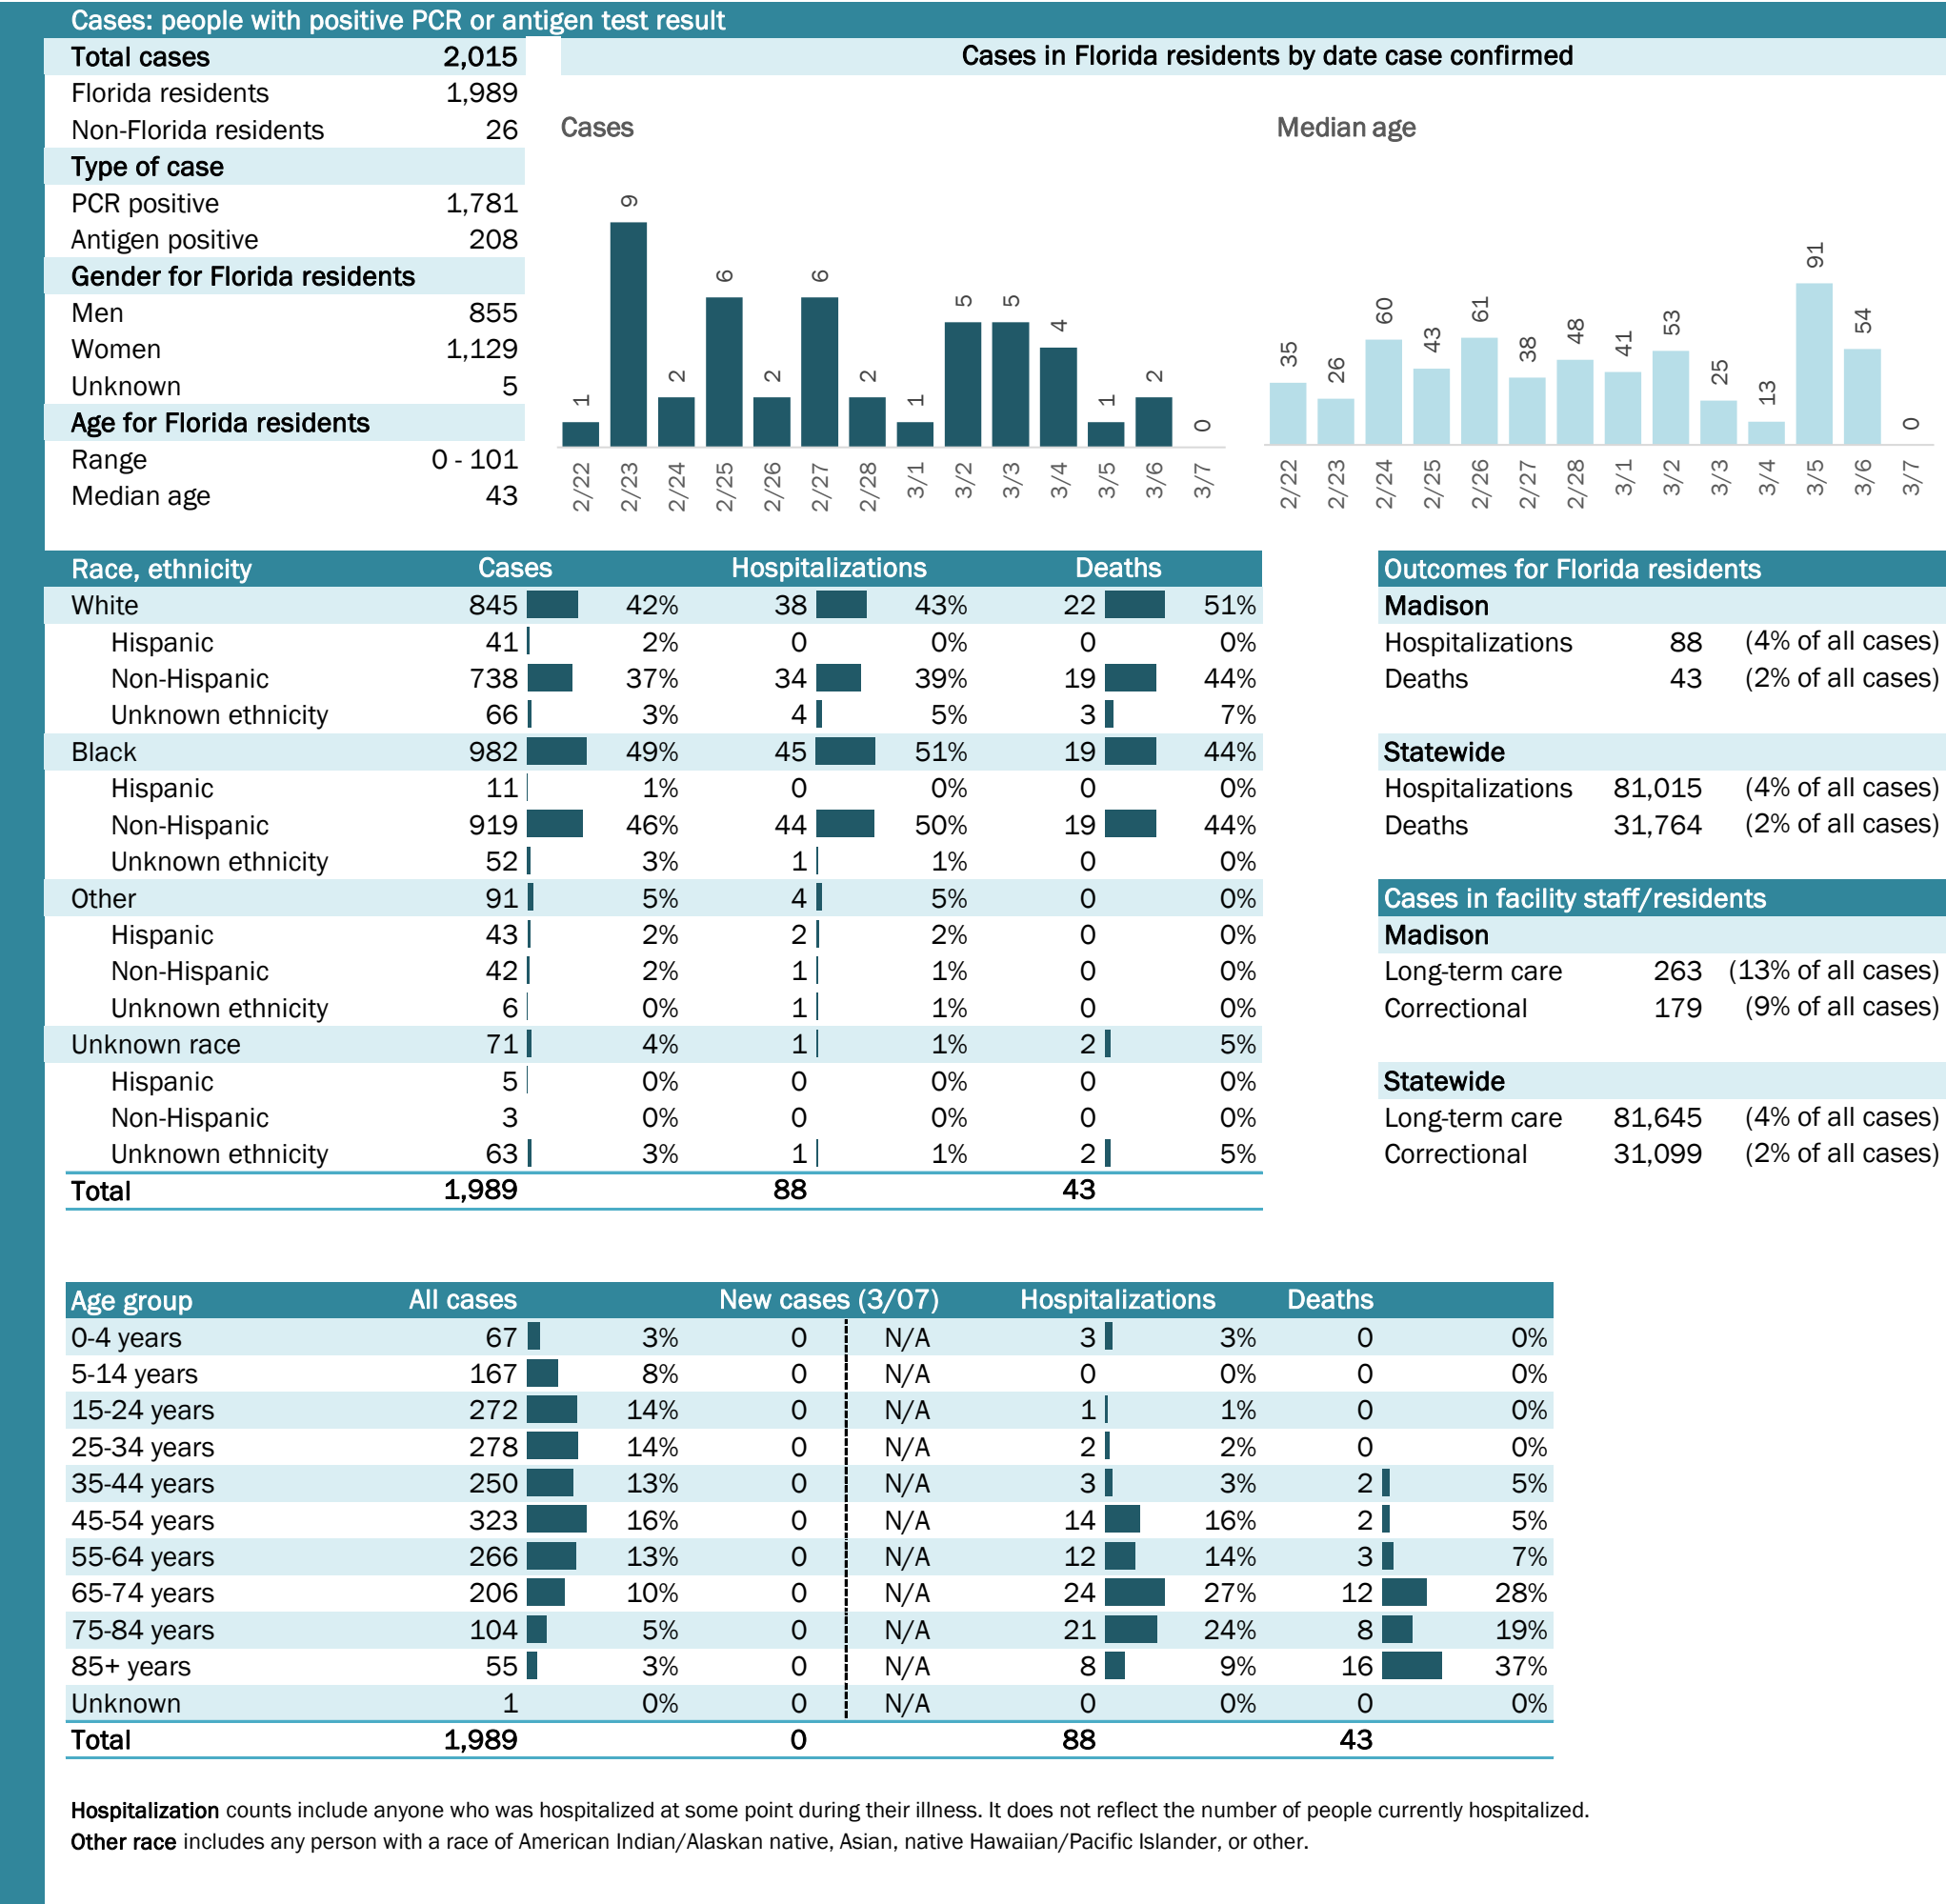 Cases: people with positive PCR or antigen test result
Total cases 2,015
Florida residents 1,989
Non-Florida residents 26
Type of case
PCR positive 1,781
Antigen positive 208
Gender for Florida residents
Men 855
Women 1,129
Unknown 5
Age for Florida residents
Range 0 - 101
Median age 43
Cases in Florida residents by date case confirmed
Cases
1 9 2 6 2 6 2 1 5 5 4 1 2 0
2/22 2/23 2/24 2/25 2/26 2/27 2/28 3/1 3/2 3/3 3/4 3/5 3/6 3/7
Median age
35 26 60 43 61 38 48 41 53 25 13 91 54 0
2/22 2/23 2/24 2/25 2/26 2/27 2/28 3/1 3/2 3/3 3/4 3/5 3/6 3/7
Race, ethnicity Cases Hospitalizations Deaths
White 845 42% 38 43% 22 51%
Hispanic 41 2% 0 0% 0 0%
Non-Hispanic 738 37% 34 39% 19 44%
Unknown ethnicity 66 3% 4 5% 3 7%
Black 982 49% 45 51% 19 44%
Hispanic 11 1% 0 0% 0 0%
Non-Hispanic 919 46% 44 50% 19 44%
Unknown ethnicity 52 3% 1 1% 0 0%
Other 91 5% 4 5% 0 0%
Hispanic 43 2% 2 2% 0 0%
Non-Hispanic 42 2% 1 1% 0 0%
Unknown ethnicity 6 0% 1 1% 0 0%
Unknown race 71 4% 1 1% 2 5%
Hispanic 5 0% 0 0% 0 0%
Non-Hispanic 3 0% 0 0% 0 0%
Unknown ethnicity 63 3% 1 1% 2 5%
Total 1,989 88 43
Outcomes for Florida residents
Madison
Hospitalizations 88 (4% of all cases)
Deaths 43 (2% of all cases)
Statewide
Hospitalizations 81,015 (4% of all cases)
Deaths 31,764 (2% of all cases)
Cases in facility staff/residents
Madison
Long-term care 263 (13% of all cases)
Correctional 179 (9% of all cases)
Statewide
Long-term care 81,645 (4% of all cases)
Correctional 31,099 (2% of all cases)
Age group All cases New cases (3/07) Hospitalizations Deaths
0-4 years 67 3% 0 N/A 3 3% 0 0%
5-14 years 167 8% 0 N/A 0 0% 0 0%
15-24 years 272 14% 0 N/A 1 1% 0 0%
25-34 years 278 14% 0 N/A 2 2% 0 0%
35-44 years 250 13% 0 N/A 3 3% 2 5%
45-54 years 323 16% 0 N/A 14 16% 2 5%
55-64 years 266 13% 0 N/A 12 14% 3 7%
65-74 years 206 10% 0 N/A 24 27% 12 28%
75-84 years 104 5% 0 N/A 21 24% 8 19%
85+ years 55 3% 0 N/A 8 9% 16 37%
Unknown 1 0% 0 N/A 0 0% 0 0%
Total 1,989 0 88 43
Hospitalization counts include anyone who was hospitalized at some point during their illness. It does not reflect the number of people currently hospitalized.
Other race includes any person with a race of American Indian/Alaskan native, Asian, native Hawaiian/Pacific Islander, or other.